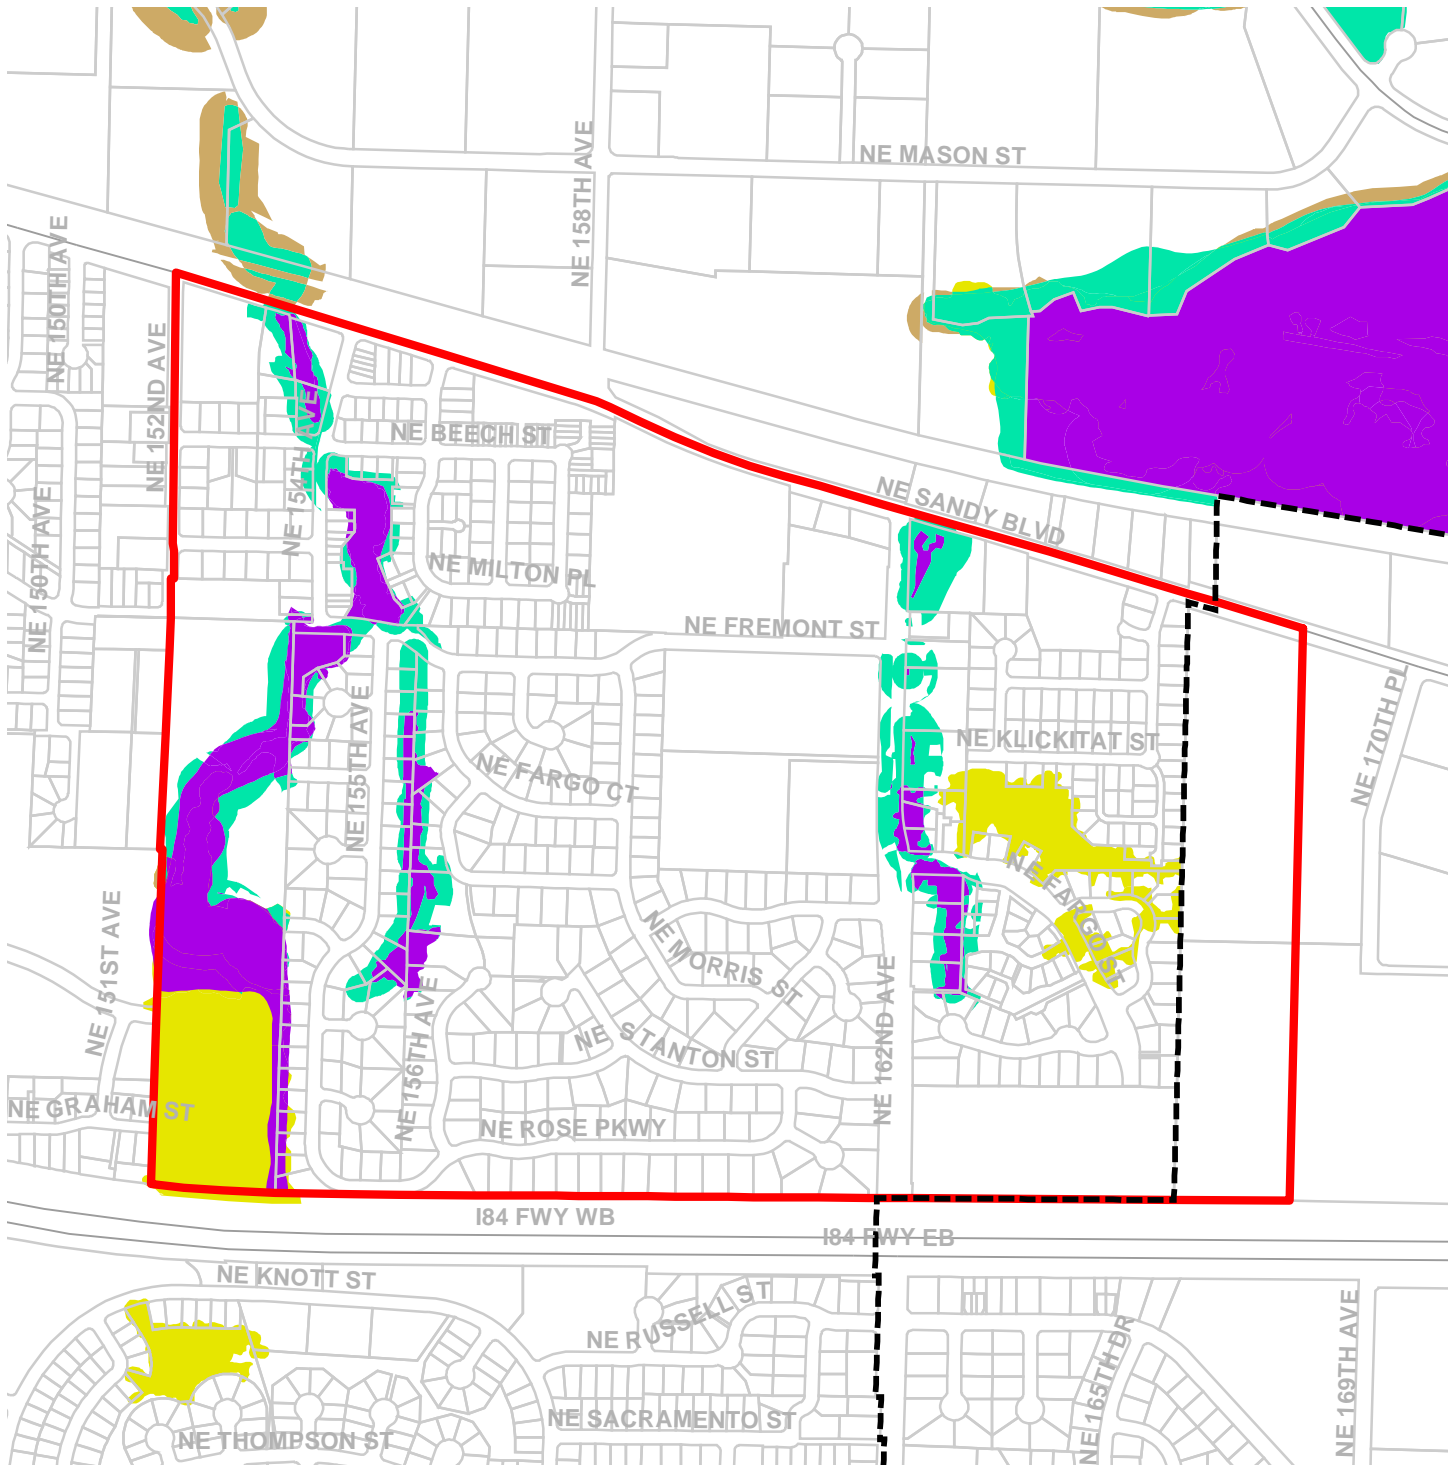 NE MASON ST
NE 158TH AVE
NE 150TH AVE
NE 152ND AVE
NE 154TH AVE
NE BEECH ST
NE SANDY BLVD
NE 150TH AVE
NE MILTON PL
NE FREMONT ST
NE 170TH PL
NE 155TH AVE
NE KLICKITAT ST
NE FARGO CT
NE FARGO ST
NE 151ST AVE
NE MORRIS ST
NE 162ND AVE
NE 156TH AVE
NE STANTON ST
NE GRAHAM ST
NE ROSE PKWY
I84 FWY WB
I84 FWY EB
NE KNOTT ST
NE RUSSELL ST
NE 165TH DR
NE 169TH AVE
NE SACRAMENTO ST
NE THOMPSON ST